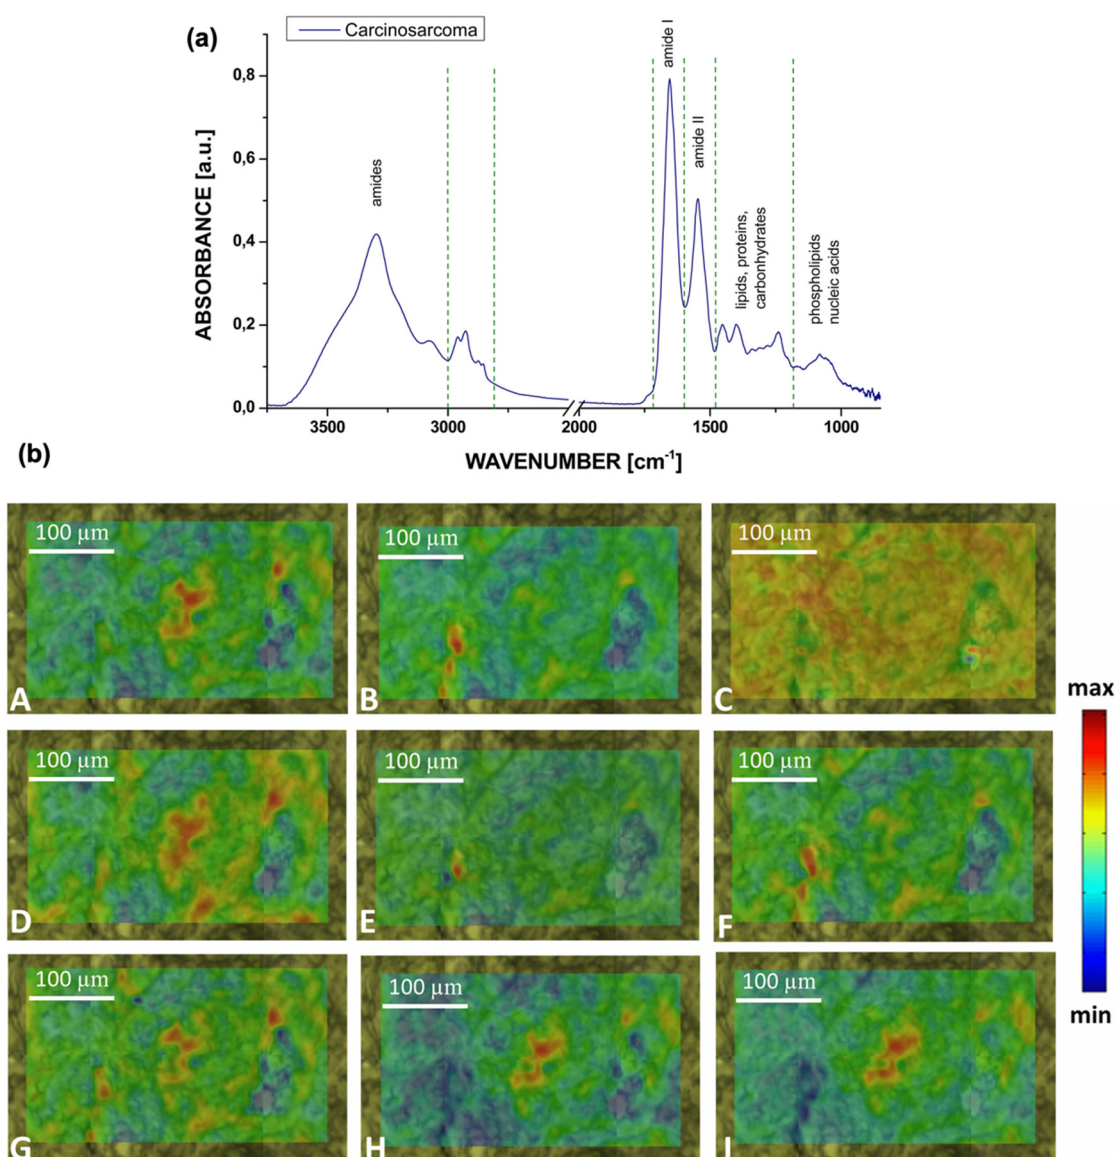 (a)
Carcinosarcoma
ABSORBANCE [a.u.]
0,8
0,6
0,4
0,2
0,0
amides
amide I
amide II
lipids, proteins,
carbonhydrates
phospholipids
nucleic acids
3500
3000
2000
1500
1000
WAVENUMBER [cm⁻¹]
(b)
100 µm
A
100 µm
B
100 µm
C
100 µm
D
100 µm
E
100 µm
F
100 µm
G
100 µm
H
100 µm
I
max
min